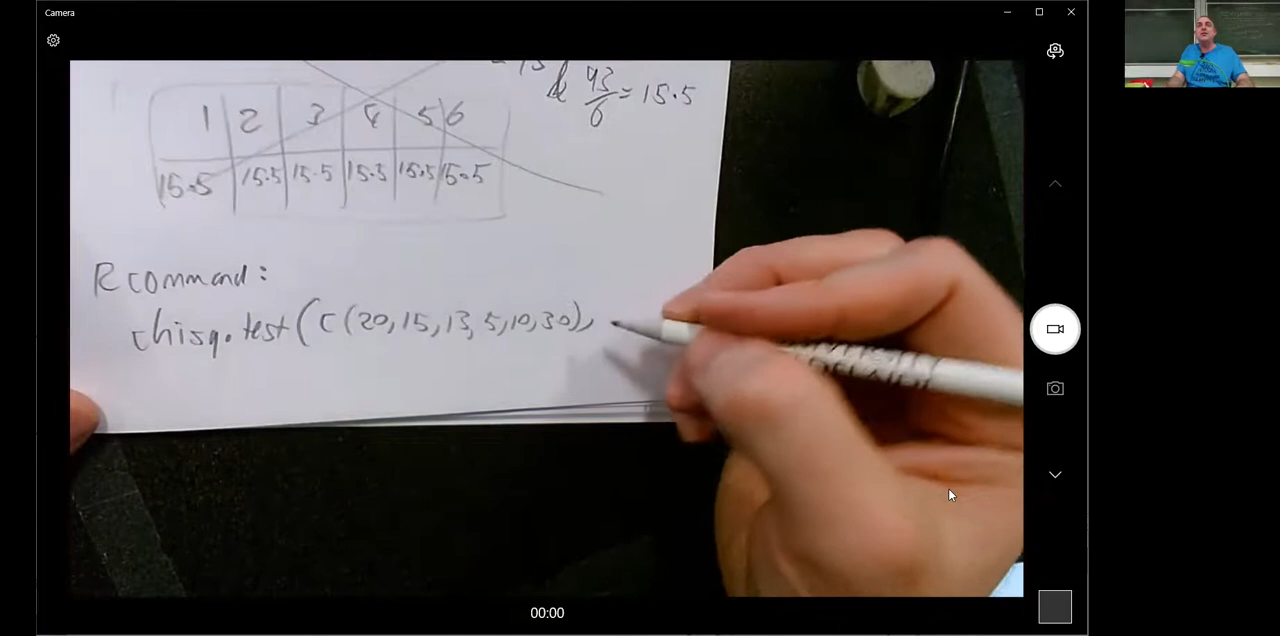 Camera
93
6
= 15.5
1 2 3 4 5 6
15.5 15.5 15.5 15.5 15.5 15.5
R command:
chisq.test(c(20,15,13,5,10,30),
00:00